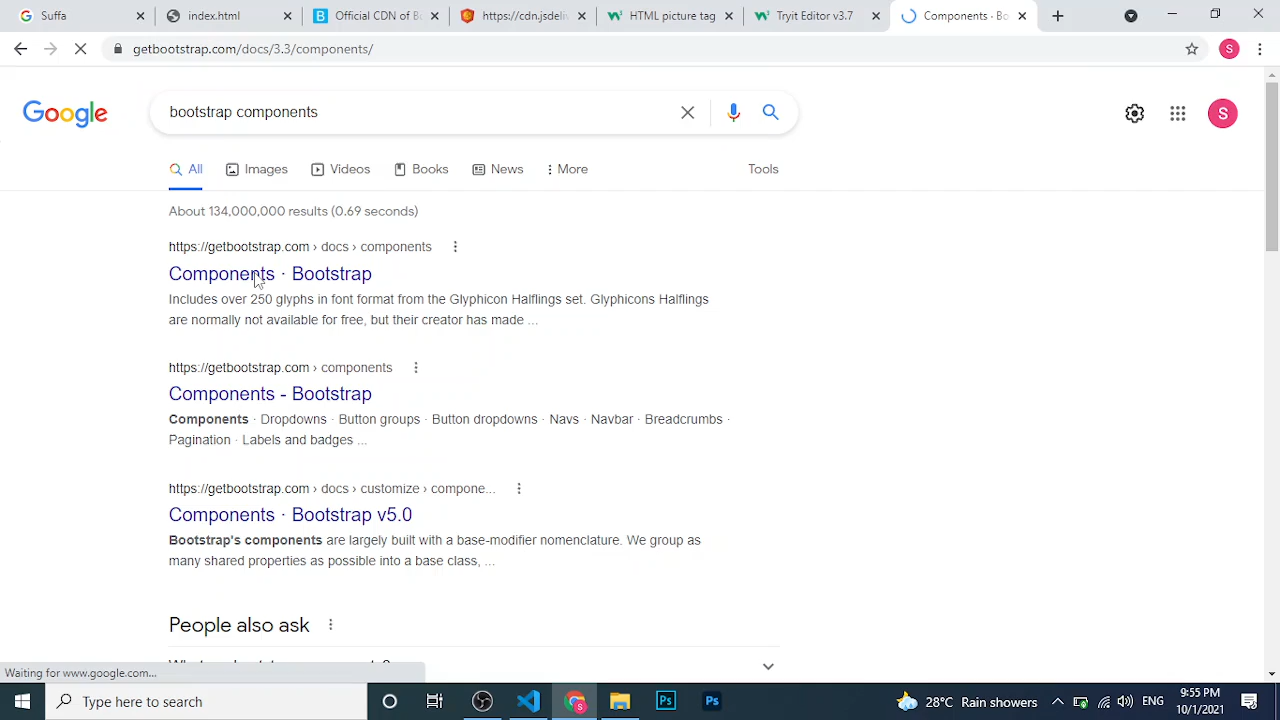 Suffa
index.html
Official CDN of Bo
https://cdn.jsdeliv
HTML picture tag
Tryit Editor v3.7
Components · Bo
getbootstrap.com/docs/3.3/components/
S
Google
bootstrap components
S
All
Images
Videos
Books
News
More
Tools
About 134,000,000 results (0.69 seconds)
https://getbootstrap.com › docs › components
Components · Bootstrap
Includes over 250 glyphs in font format from the Glyphicon Halflings set. Glyphicons Halflings
are normally not available for free, but their creator has made ...
https://getbootstrap.com › components
Components - Bootstrap
Components · Dropdowns · Button groups · Button dropdowns · Navs · Navbar · Breadcrumbs ·
Pagination · Labels and badges ...
https://getbootstrap.com › docs › customize › compone...
Components · Bootstrap v5.0
Bootstrap's components are largely built with a base-modifier nomenclature. We group as
many shared properties as possible into a base class, ...
People also ask
Waiting for www.google.com...
Type here to search
S
Ps
Ps
28°C Rain showers
ENG
9:55 PM
10/1/2021